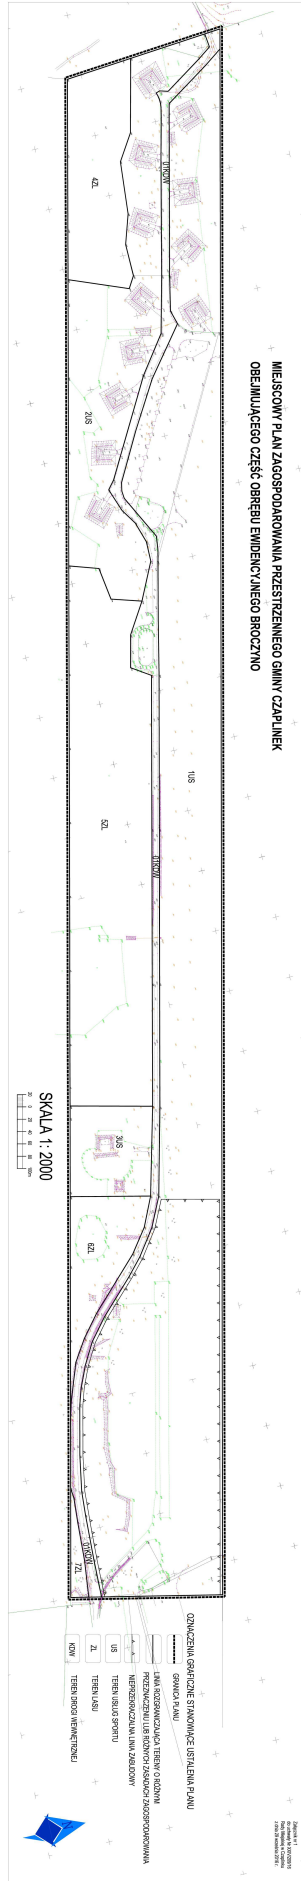 MIEJSCOWY PLAN ZAGOSPODAROWANIA PRZESTRZENNEGO GMINY CZAPLINEK
OBEJMUJĄCEGO CZĘŚĆ OBRĘBU EWIDENCYJNEGO BROCZYNO
01KDW
4ZL
2US
1US
5ZL
01KDW
3US
6ZL
01KDW
7ZL
SKALA 1: 2000
OZNACZENIA GRAFICZNE STANOWIĄCE USTALENIA PLANU
GRANICA PLANU
LINIA ROZGRANICZAJĄCA TERENY O RÓŻNYM
PRZEZNACZENIU LUB RÓŻNYCH ZASADACH ZAGOSPODAROWANIA
NIEPRZEKRACZALNA LINIA ZABUDOWY
US TEREN USŁUG SPORTU
ZL TEREN LASU
KDW TEREN DROGI WEWNĘTRZNEJ